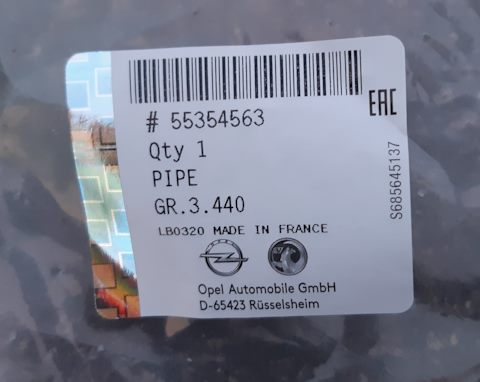 # 55354563
EAC
Qty 1
PIPE
GR.3.440
LB0320 MADE IN FRANCE
Opel Automobile GmbH
D-65423 Rüsselsheim
S685645137